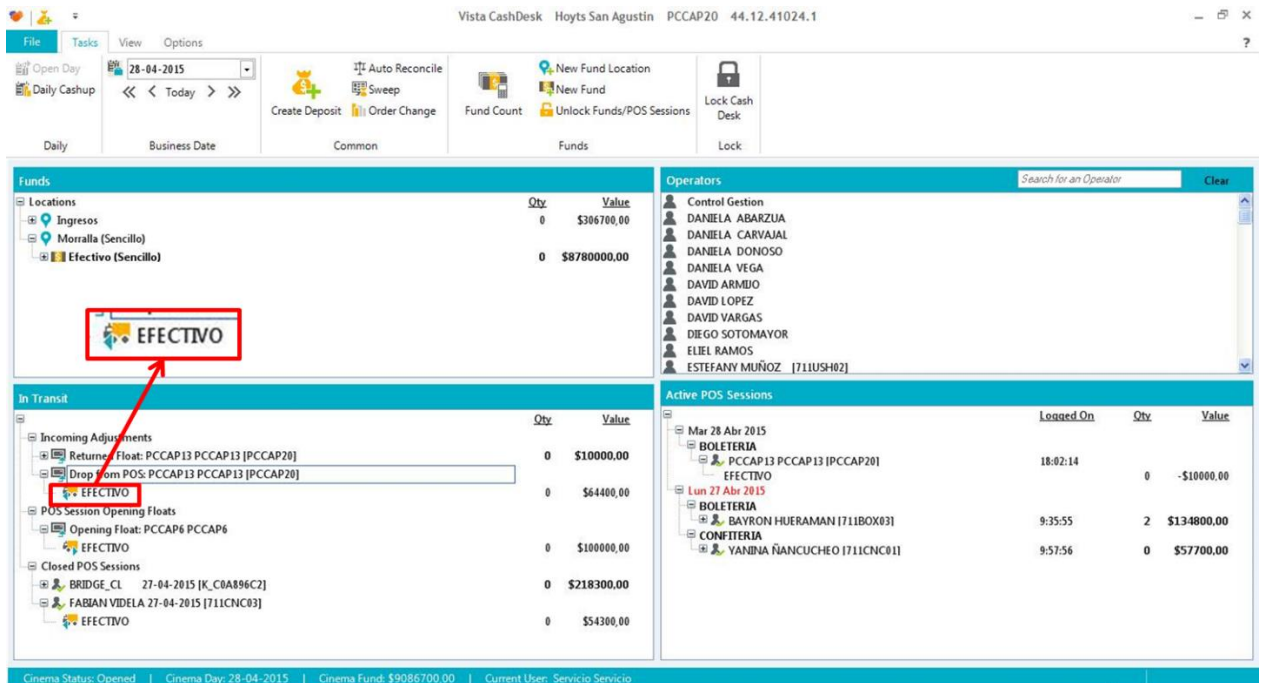 Vista CashDesk Hoyts San Agustin PCCAP20 44.12.41024.1
File Tasks View Options
?
Open Day
Daily Cashup
Daily
28-04-2015
Today
Business Date
Create Deposit
Auto Reconcile
Sweep
Order Change
Common
Fund Count
New Fund Location
New Fund
Unlock Funds/POS Sessions
Funds
Lock Cash
Desk
Lock
Funds
Locations Qty Value
Ingresos 0 $306700,00
Morralla (Sencillo)
Efectivo (Sencillo) 0 $8780000,00
EFECTIVO
Operators Search for an Operator Clear
Control Gestion
DANIELA ABARZUA
DANIELA CARVAJAL
DANIELA DONOSO
DANIELA VEGA
DAVID ARMIJO
DAVID LOPEZ
DAVID VARGAS
DIEGO SOTOMAYOR
ELIEL RAMOS
ESTEFANY MUÑOZ [711USH02]
In Transit
Qty Value
Incoming Adjustments
Returned Float: PCCAP13 PCCAP13 [PCCAP20] 0 $10000,00
Drop from POS: PCCAP13 PCCAP13 [PCCAP20]
EFECTIVO 0 $64400,00
POS Session Opening Floats
Opening Float: PCCAP6 PCCAP6
EFECTIVO 0 $100000,00
Closed POS Sessions
BRIDGE_CL 27-04-2015 [K_C0A896C2] 0 $218300,00
FABIAN VIDELA 27-04-2015 [711CNC03]
EFECTIVO 0 $54300,00
Active POS Sessions
Logged On Qty Value
Mar 28 Abr 2015
BOLETERIA
PCCAP13 PCCAP13 [PCCAP20] 18:02:14
EFECTIVO 0 -$10000,00
Lun 27 Abr 2015
BOLETERIA
BAYRON HUERAMAN [711BOX03] 9:35:55 2 $134800,00
CONFITERIA
YANINA ÑANCUCHEO [711CNC01] 9:57:56 0 $57700,00
Cinema Status: Opened | Cinema Day: 28-04-2015 | Cinema Fund: $9086700.00 | Current User: Servicio Servicio